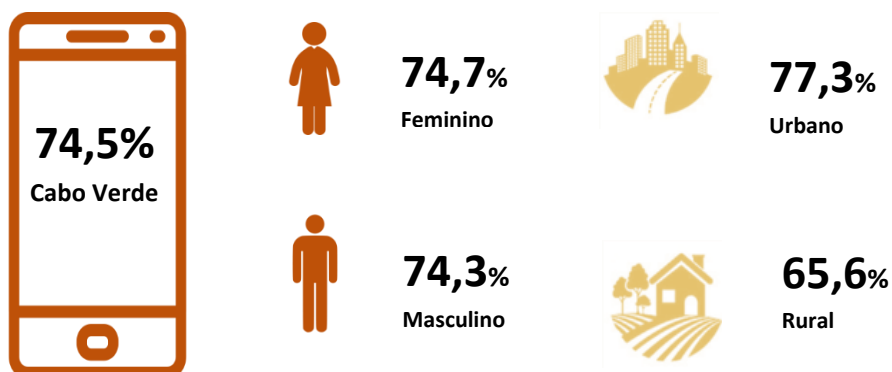 74,5%
Cabo Verde
74,7%
Feminino
77,3%
Urbano
74,3%
Masculino
65,6%
Rural